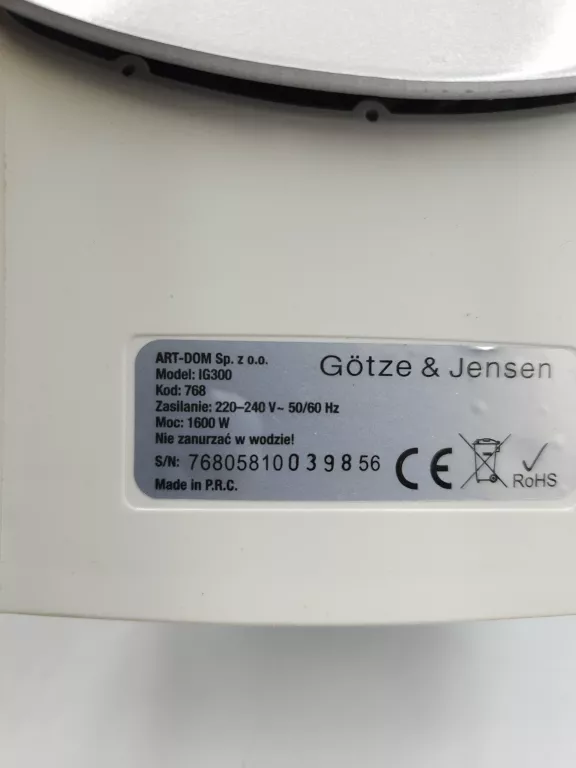 ART-DOM Sp. z o.o.
Götze & Jensen
Model: IG300
Kod: 768
Zasilanie: 220–240 V~ 50/60 Hz
Moc: 1600 W
Nie zanurzać w wodzie!
S/N: 76805810039856
Made in P.R.C.
CE
RoHS